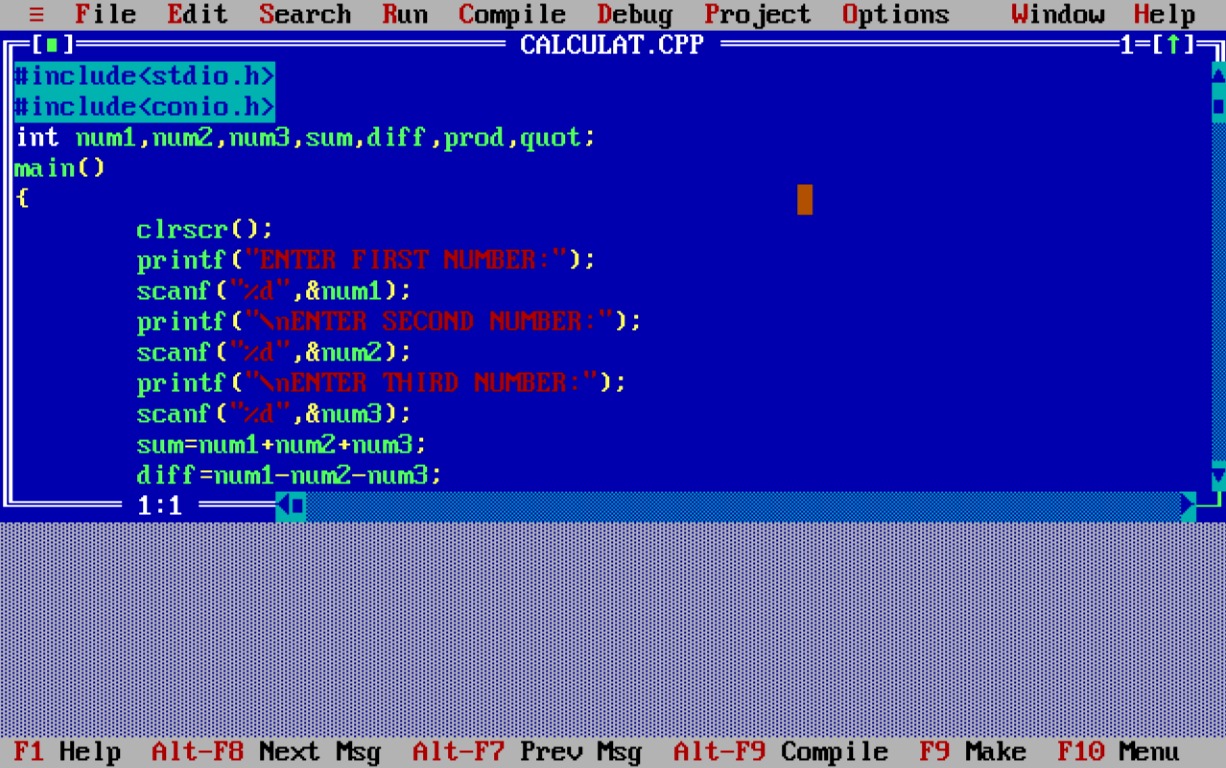 ≡ File Edit Search Run Compile Debug Project Options Window Help
[■] CALCULAT.CPP 1=[↑]
#include<stdio.h>
#include<conio.h>
int num1,num2,num3,sum,diff,prod,quot;
main()
{
clrscr();
printf("ENTER FIRST NUMBER:");
scanf("%d",&num1);
printf("\nENTER SECOND NUMBER:");
scanf("%d",&num2);
printf("\nENTER THIRD NUMBER:");
scanf("%d",&num3);
sum=num1+num2+num3;
diff=num1-num2-num3;
1:1
F1 Help Alt-F8 Next Msg Alt-F7 Prev Msg Alt-F9 Compile F9 Make F10 Menu